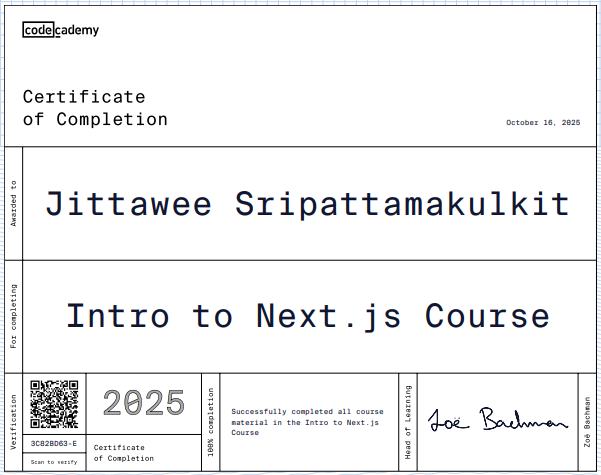 codecademy
Certificate
of Completion
October 16, 2025
Awarded to
Jittawee Sripattamakulkit
For completing
Intro to Next.js Course
Verification
3C82BD63-E
Scan to verify
2025
Certificate
of Completion
100% completion
Successfully completed all course
material in the Intro to Next.js
Course
Head of Learning
Zoë Bachman
Zoë Bachman